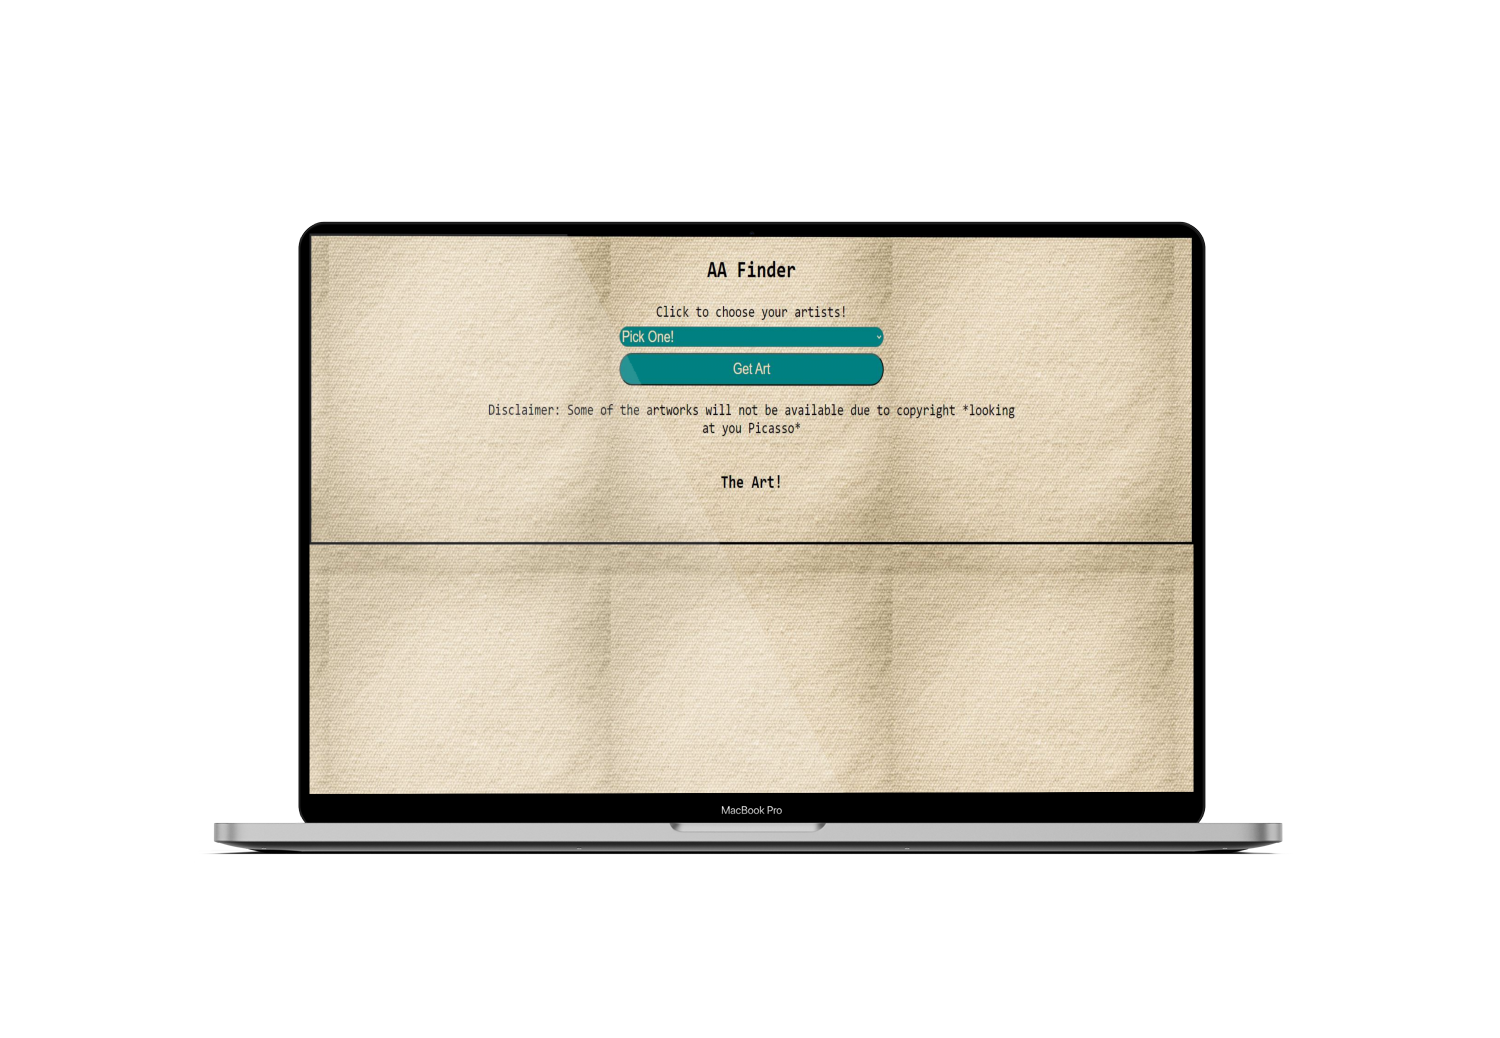 AA Finder
Click to choose your artists!
Pick One!
Get Art
Disclaimer: Some of the artworks will not be available due to copyright *looking
at you Picasso*
The Art!
MacBook Pro